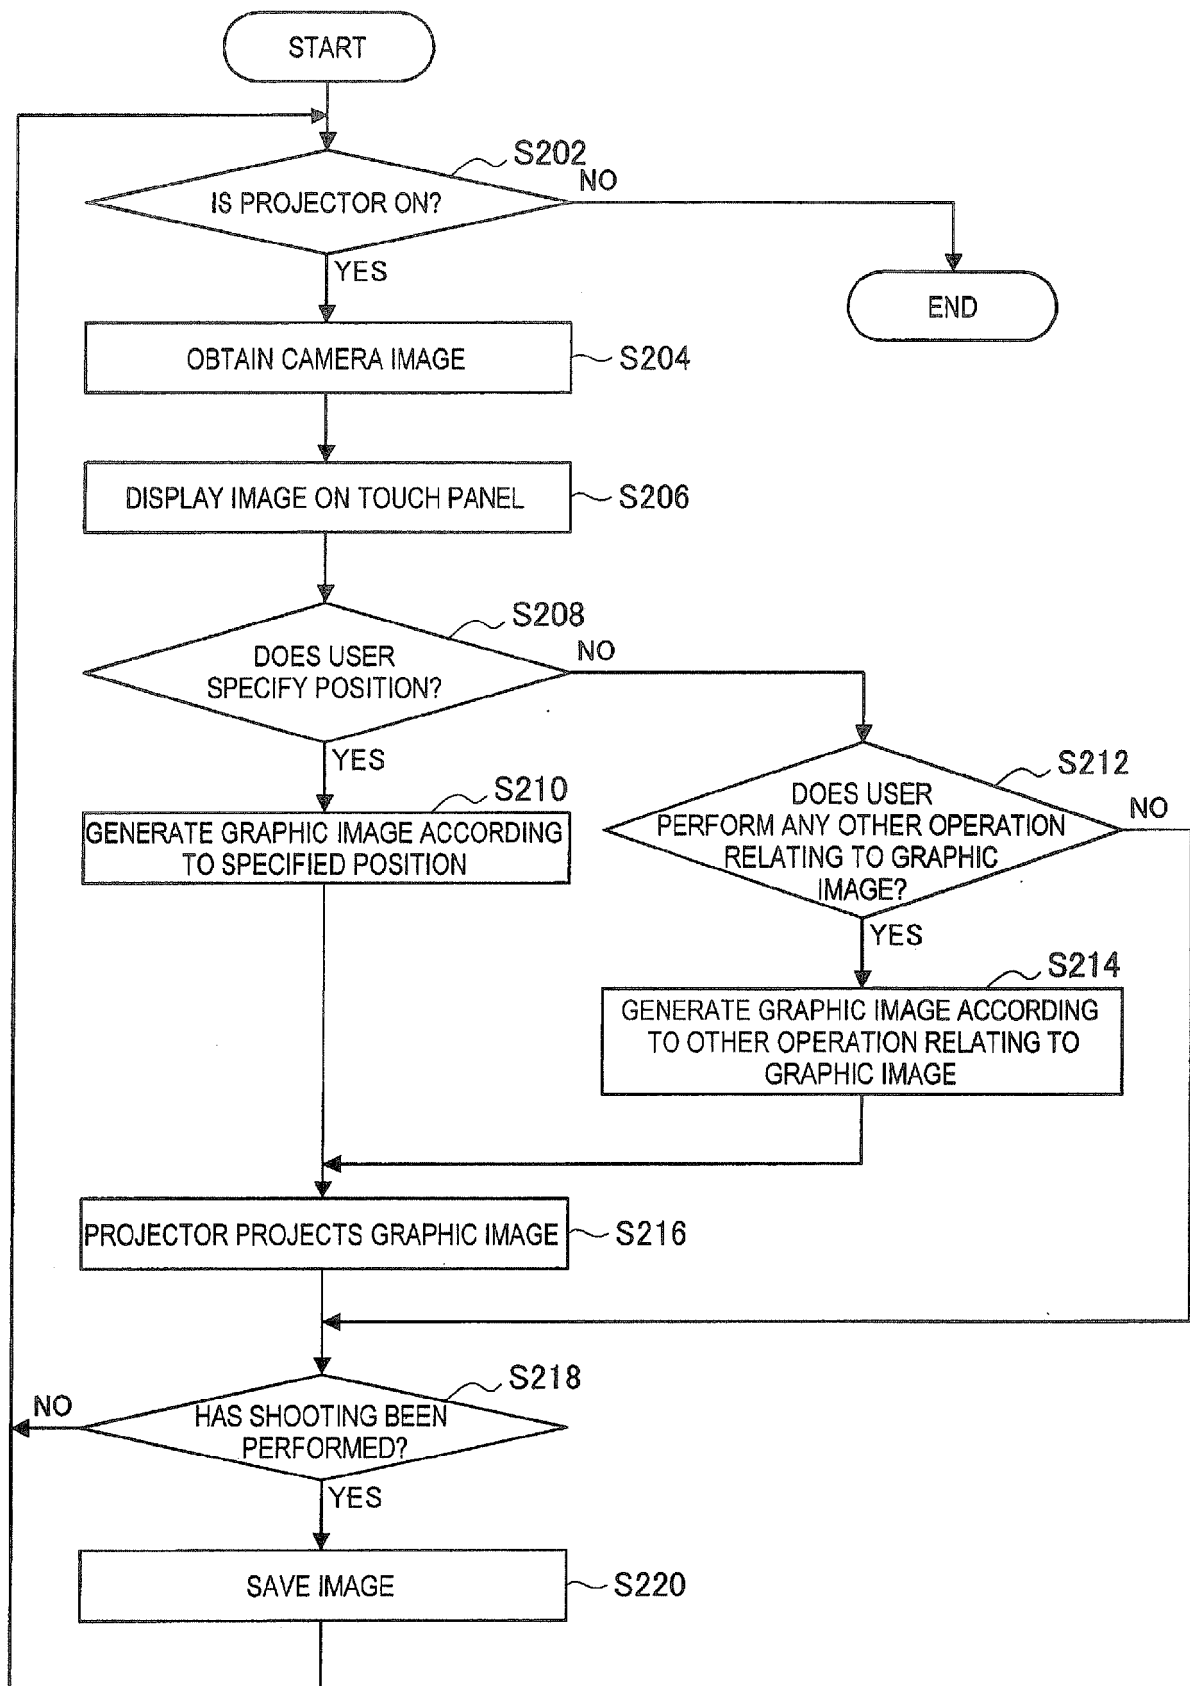 START
S202
IS PROJECTOR ON?
NO
YES
END
OBTAIN CAMERA IMAGE
S204
DISPLAY IMAGE ON TOUCH PANEL
S206
S208
DOES USER
SPECIFY POSITION?
NO
YES
S210
GENERATE GRAPHIC IMAGE ACCORDING
TO SPECIFIED POSITION
S212
DOES USER
PERFORM ANY OTHER OPERATION
RELATING TO GRAPHIC
IMAGE?
NO
YES
S214
GENERATE GRAPHIC IMAGE ACCORDING
TO OTHER OPERATION RELATING TO
GRAPHIC IMAGE
PROJECTOR PROJECTS GRAPHIC IMAGE
S216
S218
HAS SHOOTING BEEN
PERFORMED?
NO
YES
SAVE IMAGE
S220